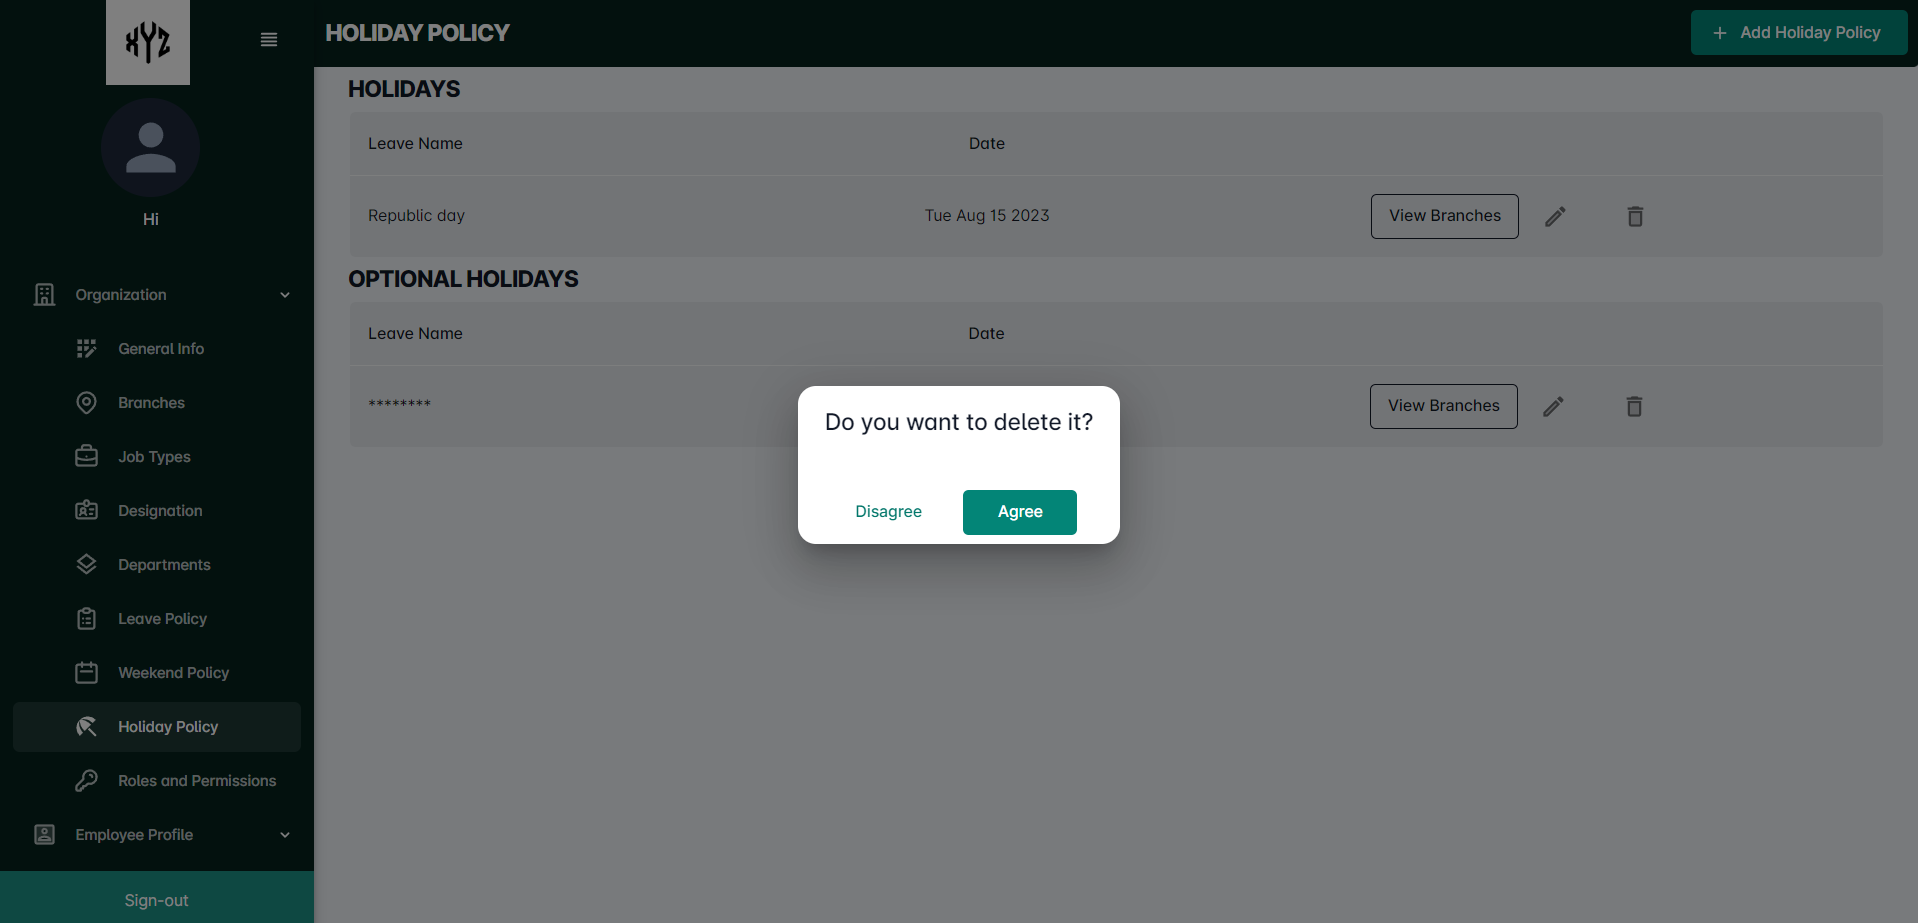 XYZ
HOLIDAY POLICY
Add Holiday Policy
Hi
Organization
General Info
Branches
Job Types
Designation
Departments
Leave Policy
Weekend Policy
Holiday Policy
Roles and Permissions
Employee Profile
Sign-out
HOLIDAYS
Leave Name Date
Republic day Tue Aug 15 2023 View Branches
OPTIONAL HOLIDAYS
Leave Name Date
******** View Branches
Do you want to delete it?
Disagree Agree